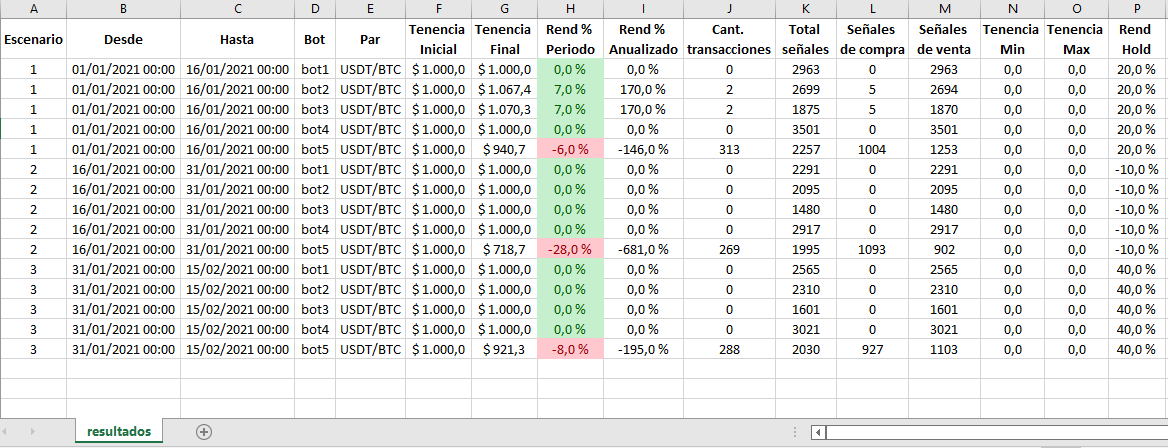 A B C D E F G H I J K L M N O P
Escenario Desde Hasta Bot Par Tenencia Inicial Tenencia Final Rend % Periodo Rend % Anualizado Cant. transacciones Total señales Señales de compra Señales de venta Tenencia Min Tenencia Max Rend Hold
1 01/01/2021 00:00 16/01/2021 00:00 bot1 USDT/BTC $ 1.000,0 $ 1.000,0 0,0 % 0,0 % 0 2963 0 2963 0,0 0,0 20,0 %
1 01/01/2021 00:00 16/01/2021 00:00 bot2 USDT/BTC $ 1.000,0 $ 1.067,4 7,0 % 170,0 % 2 2699 5 2694 0,0 0,0 20,0 %
1 01/01/2021 00:00 16/01/2021 00:00 bot3 USDT/BTC $ 1.000,0 $ 1.070,3 7,0 % 170,0 % 2 1875 5 1870 0,0 0,0 20,0 %
1 01/01/2021 00:00 16/01/2021 00:00 bot4 USDT/BTC $ 1.000,0 $ 1.000,0 0,0 % 0,0 % 0 3501 0 3501 0,0 0,0 20,0 %
1 01/01/2021 00:00 16/01/2021 00:00 bot5 USDT/BTC $ 1.000,0 $ 940,7 -6,0 % -146,0 % 313 2257 1004 1253 0,0 0,0 20,0 %
2 16/01/2021 00:00 31/01/2021 00:00 bot1 USDT/BTC $ 1.000,0 $ 1.000,0 0,0 % 0,0 % 0 2291 0 2291 0,0 0,0 -10,0 %
2 16/01/2021 00:00 31/01/2021 00:00 bot2 USDT/BTC $ 1.000,0 $ 1.000,0 0,0 % 0,0 % 0 2095 0 2095 0,0 0,0 -10,0 %
2 16/01/2021 00:00 31/01/2021 00:00 bot3 USDT/BTC $ 1.000,0 $ 1.000,0 0,0 % 0,0 % 0 1480 0 1480 0,0 0,0 -10,0 %
2 16/01/2021 00:00 31/01/2021 00:00 bot4 USDT/BTC $ 1.000,0 $ 1.000,0 0,0 % 0,0 % 0 2917 0 2917 0,0 0,0 -10,0 %
2 16/01/2021 00:00 31/01/2021 00:00 bot5 USDT/BTC $ 1.000,0 $ 718,7 -28,0 % -681,0 % 269 1995 1093 902 0,0 0,0 -10,0 %
3 31/01/2021 00:00 15/02/2021 00:00 bot1 USDT/BTC $ 1.000,0 $ 1.000,0 0,0 % 0,0 % 0 2565 0 2565 0,0 0,0 40,0 %
3 31/01/2021 00:00 15/02/2021 00:00 bot2 USDT/BTC $ 1.000,0 $ 1.000,0 0,0 % 0,0 % 0 2310 0 2310 0,0 0,0 40,0 %
3 31/01/2021 00:00 15/02/2021 00:00 bot3 USDT/BTC $ 1.000,0 $ 1.000,0 0,0 % 0,0 % 0 1601 0 1601 0,0 0,0 40,0 %
3 31/01/2021 00:00 15/02/2021 00:00 bot4 USDT/BTC $ 1.000,0 $ 1.000,0 0,0 % 0,0 % 0 3021 0 3021 0,0 0,0 40,0 %
3 31/01/2021 00:00 15/02/2021 00:00 bot5 USDT/BTC $ 1.000,0 $ 921,3 -8,0 % -195,0 % 288 2030 927 1103 0,0 0,0 40,0 %
resultados